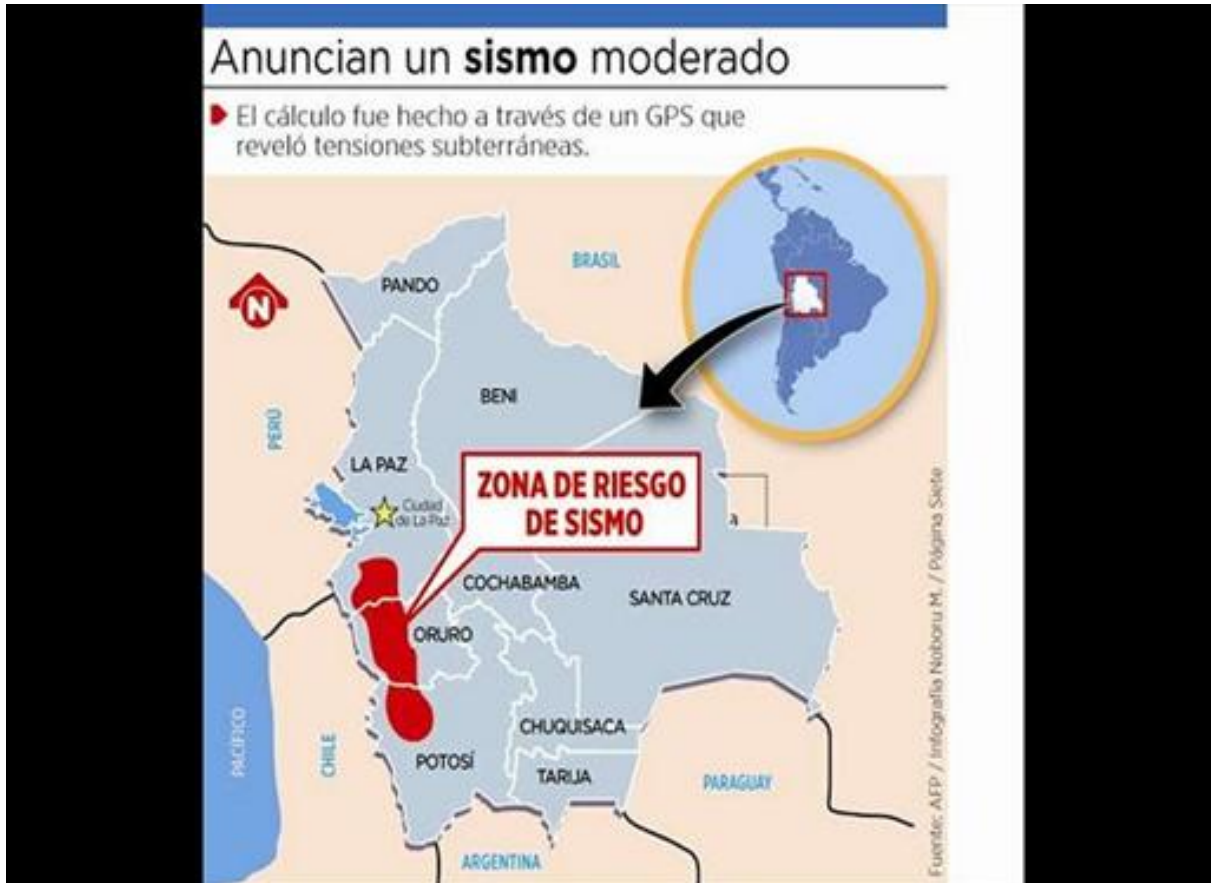 Anuncian un sismo moderado
El cálculo fue hecho a través de un GPS que
reveló tensiones subterráneas.
BRASIL
PANDO
N
BENI
PERÚ
LA PAZ
ZONA DE RIESGO
DE SISMO
Ciudad
de La Paz
a
COCHABAMBA
SANTA CRUZ
ORURO
CHUQUISACA
PACÍFICO
CHILE
POTOSÍ
TARIJA
PARAGUAY
ARGENTINA
Fuente: AFP / Infografía Noboru M. / Página Siete